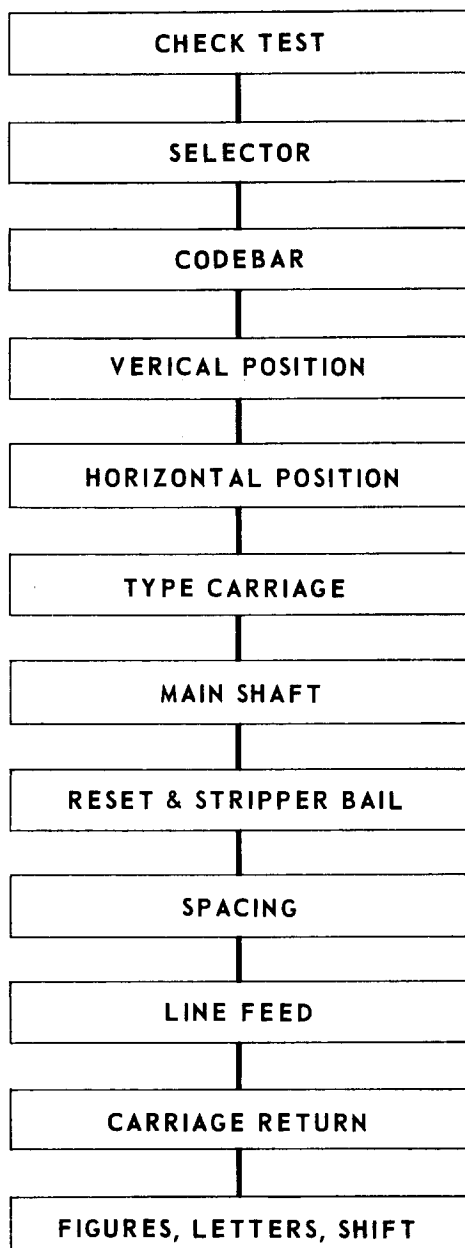 CHECK TEST
SELECTOR
CODEBAR
VERICAL POSITION
HORIZONTAL POSITION
TYPE CARRIAGE
MAIN SHAFT
RESET & STRIPPER BAIL
SPACING
LINE FEED
CARRIAGE RETURN
FIGURES, LETTERS, SHIFT